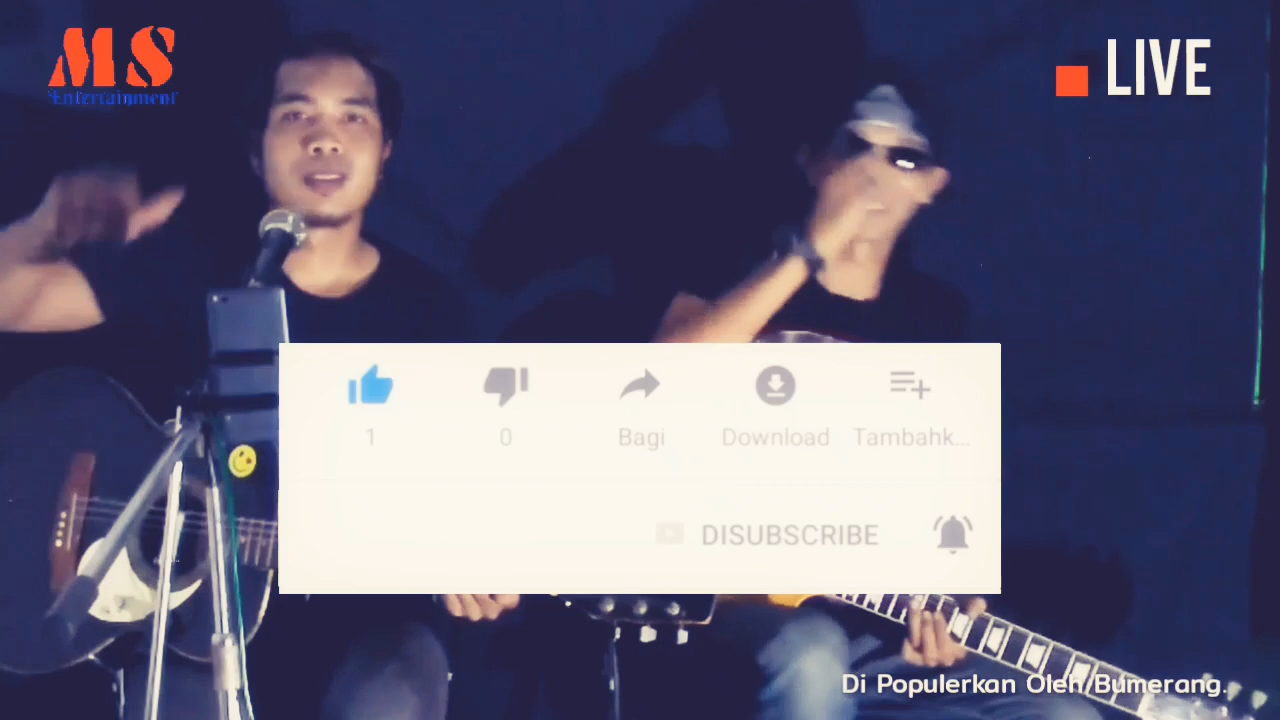 MS
Entertainment
LIVE
1 0 Bagi Download Tambahk...
DISUBSCRIBE
Di Populerkan Oleh Bumerang.